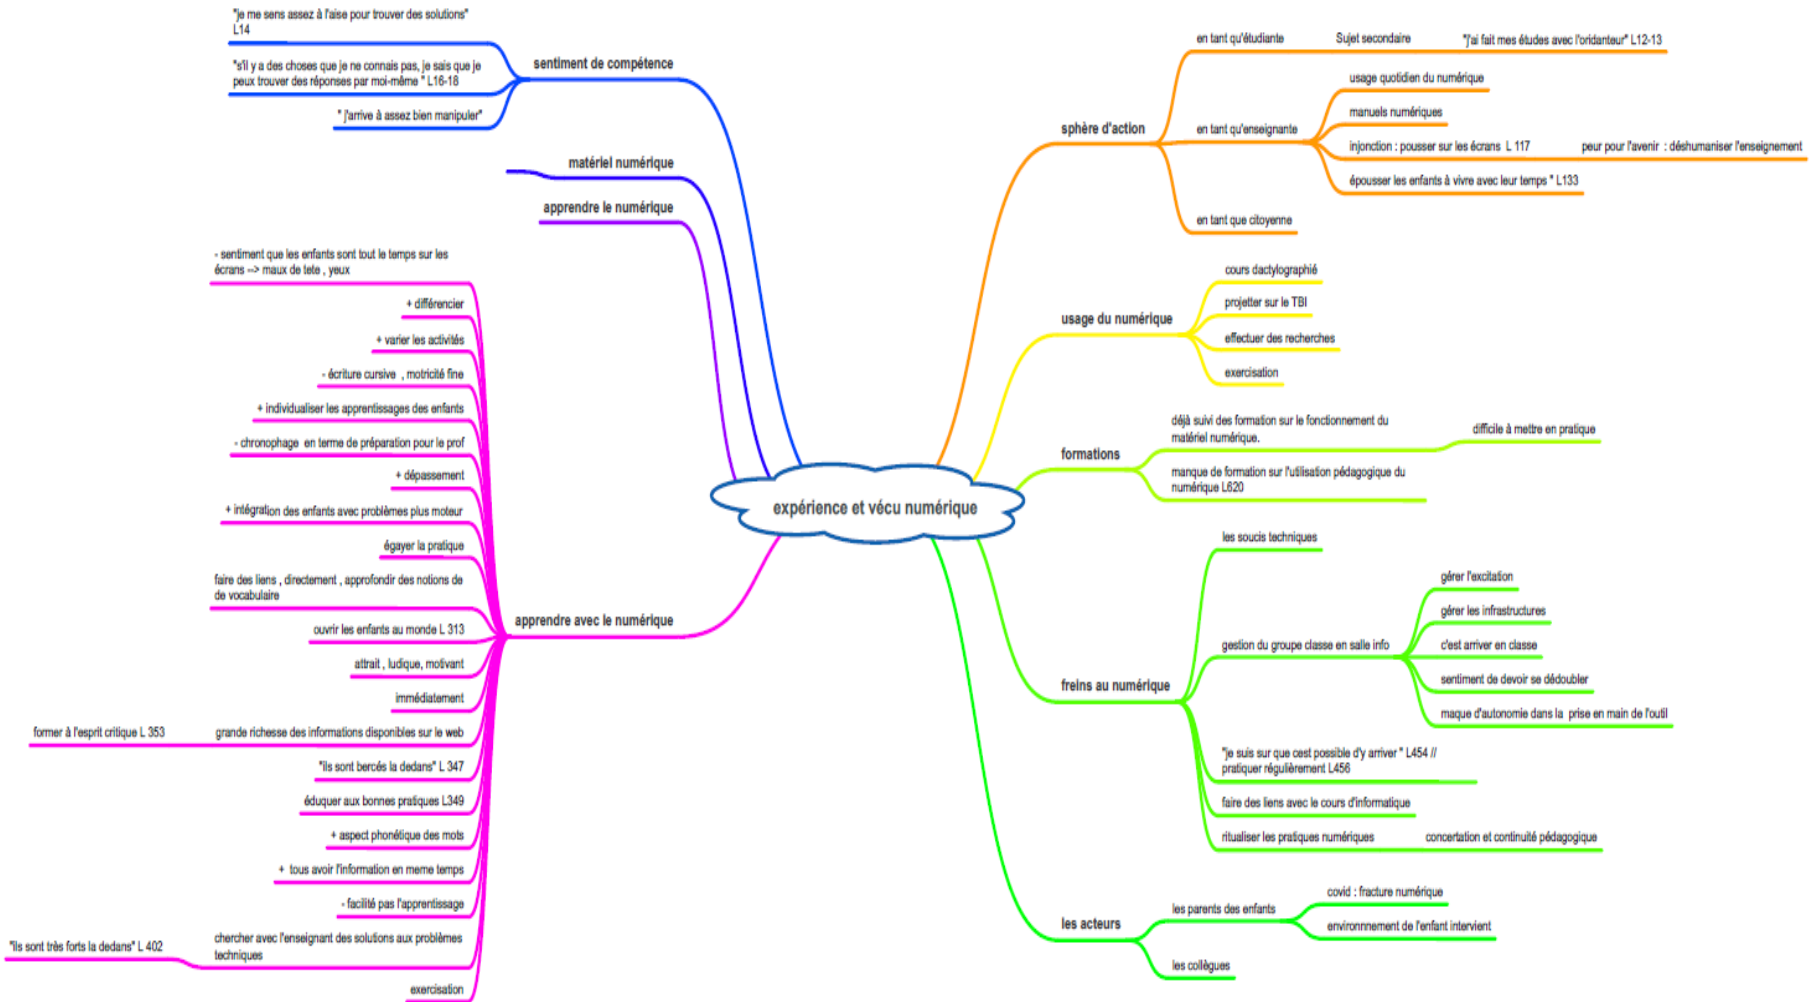 expérience et vécu numérique
sentiment de compétence
"je me sens assez à l'aise pour trouver des solutions"
L14
"s'il y a des choses que je ne connais pas, je sais que je
peux trouver des réponses par moi-même " L16-18
" j'arrive à assez bien manipuler"
matériel numérique
apprendre le numérique
apprendre avec le numérique
- sentiment que les enfants sont tout le temps sur les
écrans --> maux de tete , yeux
+ différencier
+ varier les activités
- écriture cursive , motricité fine
+ individualiser les apprentissages des enfants
- chronophage en terme de préparation pour le prof
+ dépassement
+ intégration des enfants avec problèmes plus moteur
égayer la pratique
faire des liens , directement , approfondir des notions de
de vocabulaire
ouvrir les enfants au monde L 313
attrait , ludique, motivant
immédiatement
grande richesse des informations disponibles sur le web
former à l'esprit critique L 353
"ils sont bercés la dedans" L 347
éduquer aux bonnes pratiques L349
+ aspect phonétique des mots
+ tous avoir l'information en meme temps
- facilité pas l'apprentissage
chercher avec l'enseignant des solutions aux problèmes
techniques
"ils sont très forts la dedans" L 402
exercisation
sphère d'action
en tant qu'étudiante
Sujet secondaire
"j'ai fait mes études avec l'oridanteur" L12-13
en tant qu'enseignante
usage quotidien du numérique
manuels numériques
injonction : pousser sur les écrans L 117
peur pour l'avenir : déshumaniser l'enseignement
épousser les enfants à vivre avec leur temps " L133
en tant que citoyenne
usage du numérique
cours dactylographié
projetter sur le TBI
effectuer des recherches
exercisation
formations
déjà suivi des formation sur le fonctionnement du
matériel numérique.
difficile à mettre en pratique
manque de formation sur l'utilisation pédagogique du
numérique L620
freins au numérique
les soucis techniques
gestion du groupe classe en salle info
gérer l'excitation
gérer les infrastructures
c'est arriver en classe
sentiment de devoir se dédoubler
maque d'autonomie dans la prise en main de l'outil
"je suis sur que cest possible d'y arriver " L454 //
pratiquer régulièrement L456
faire des liens avec le cours d'informatique
ritualiser les pratiques numériques
concertation et continuité pédagogique
les acteurs
les parents des enfants
covid : fracture numérique
environnnement de l'enfant intervient
les collègues